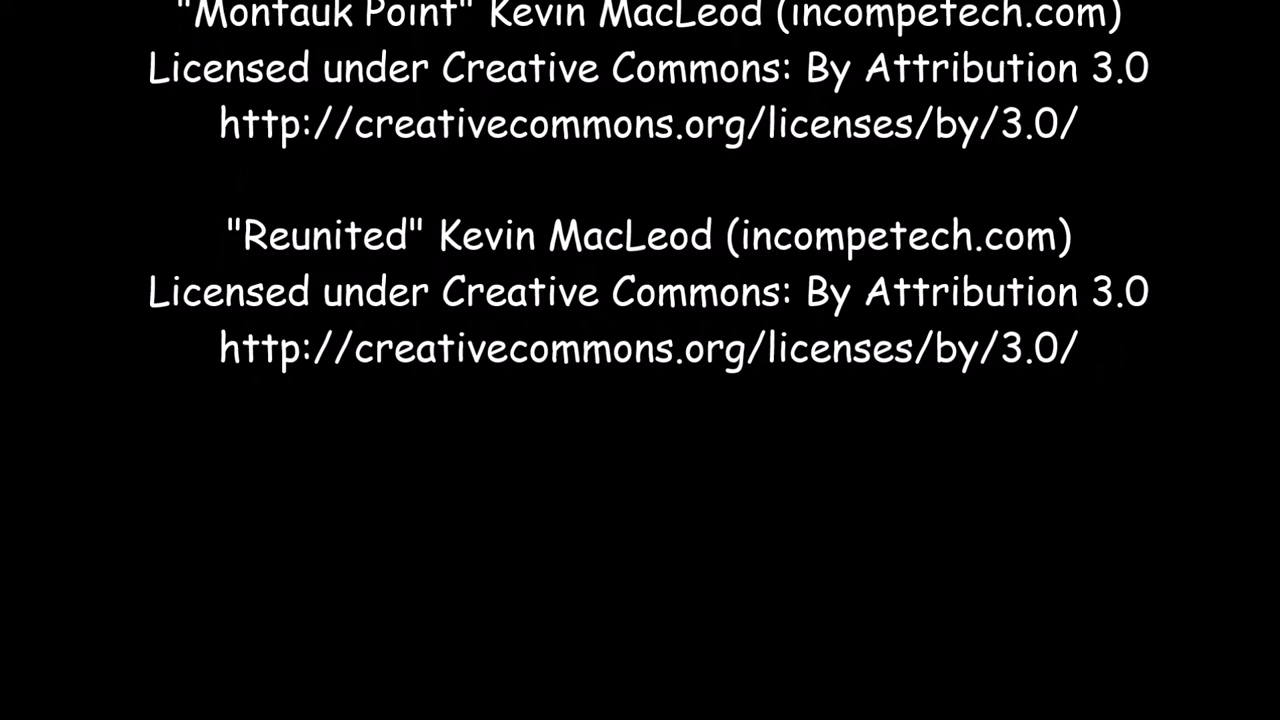 "Montauk Point" Kevin MacLeod (incompetech.com)
Licensed under Creative Commons: By Attribution 3.0
http://creativecommons.org/licenses/by/3.0/
"Reunited" Kevin MacLeod (incompetech.com)
Licensed under Creative Commons: By Attribution 3.0
http://creativecommons.org/licenses/by/3.0/